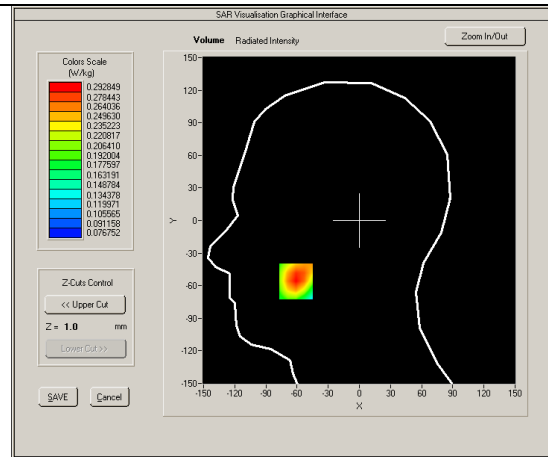 SAR Visualisation Graphical Interface
Volume Radiated Intensity
Zoom In/Out
Colors Scale
(W/kg)
0.292849
0.278443
0.264036
0.249630
0.235223
0.220817
0.206410
0.192004
0.177597
0.163191
0.148784
0.134378
0.119971
0.105565
0.091158
0.076752
Z-Cuts Control
<< Upper Cut
Z = 1.0 mm
Lower Cut >>
SAVE Cancel
150
120
90
60
30
Y 0
-30
-60
-90
-120
-150
-150 -120 -90 -60 -30 0 30 60 90 120 150
X